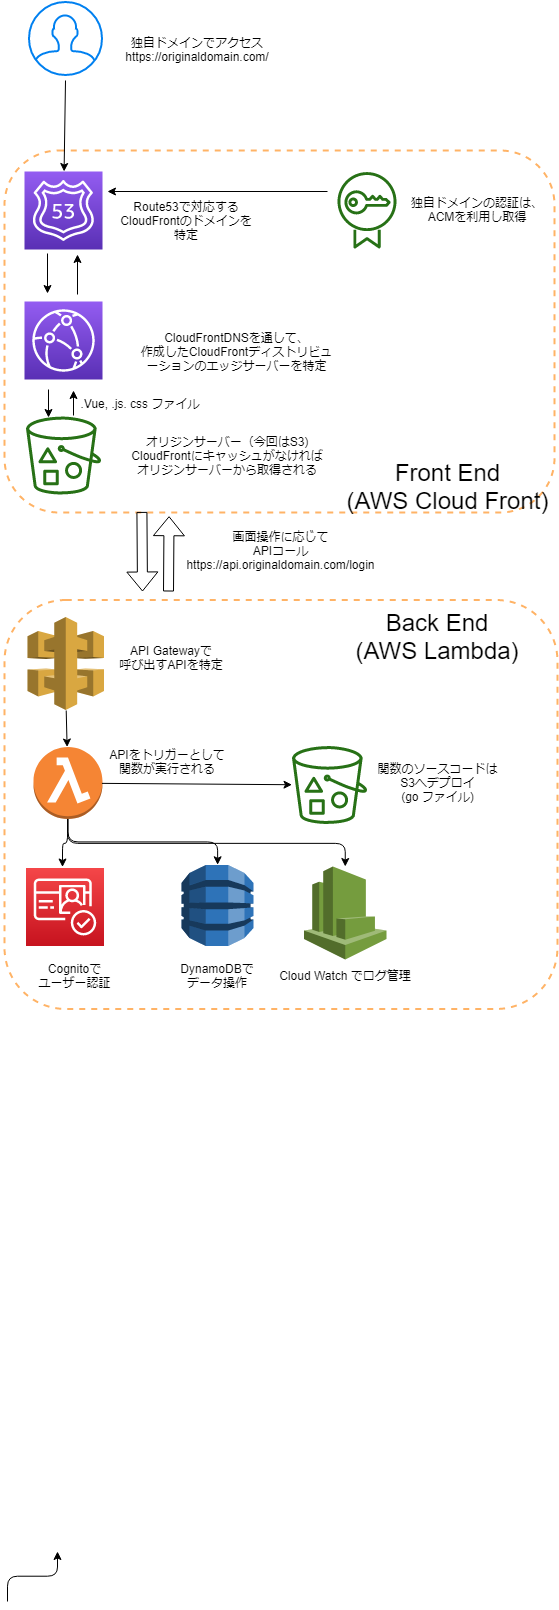 独自ドメインでアクセス
https://originaldomain.com/
53
Route53で対応する
CloudFrontのドメインを
特定
独自ドメインの認証は、
ACMを利用し取得
CloudFrontDNSを通して、
作成したCloudFrontディストリビュ
ーションのエッジサーバーを特定
.Vue, .js. css ファイル
オリジンサーバー（今回はS3)
CloudFrontにキャッシュがなければ
オリジンサーバーから取得される
Front End
(AWS Cloud Front)
画面操作に応じて
APIコール
https://api.originaldomain.com/login
Back End
(AWS Lambda)
API Gatewayで
呼び出すAPIを特定
APIをトリガーとして
関数が実行される
関数のソースコードは
S3へデプロイ
(go ファイル)
Cognitoで
ユーザー認証
DynamoDBで
データ操作
Cloud Watch でログ管理